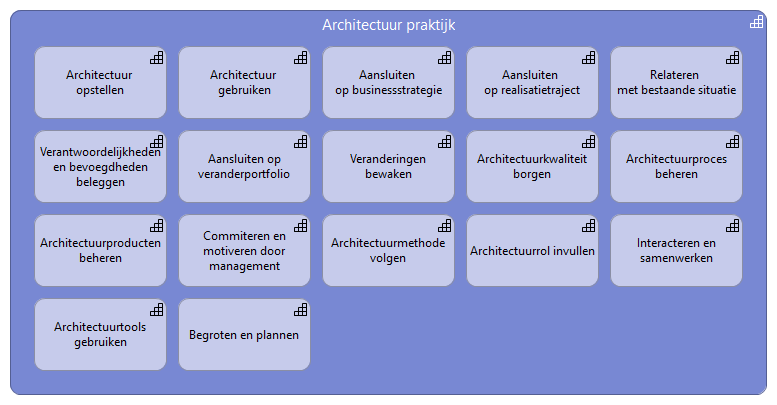 Architectuur praktijk
Architectuur
opstellen
Architectuur
gebruiken
Aansluiten
op businessstrategie
Aansluiten
op realisatietraject
Relateren
met bestaande situatie
Verantwoordelijkheden
en bevoegdheden
beleggen
Aansluiten op
veranderportfolio
Veranderingen
bewaken
Architectuurkwaliteit
borgen
Architectuurproces
beheren
Architectuurproducten
beheren
Commiteren en
motiveren door
management
Architectuurmethode
volgen
Architectuurrol invullen
Interacteren en
samenwerken
Architectuurtools
gebruiken
Begroten en plannen